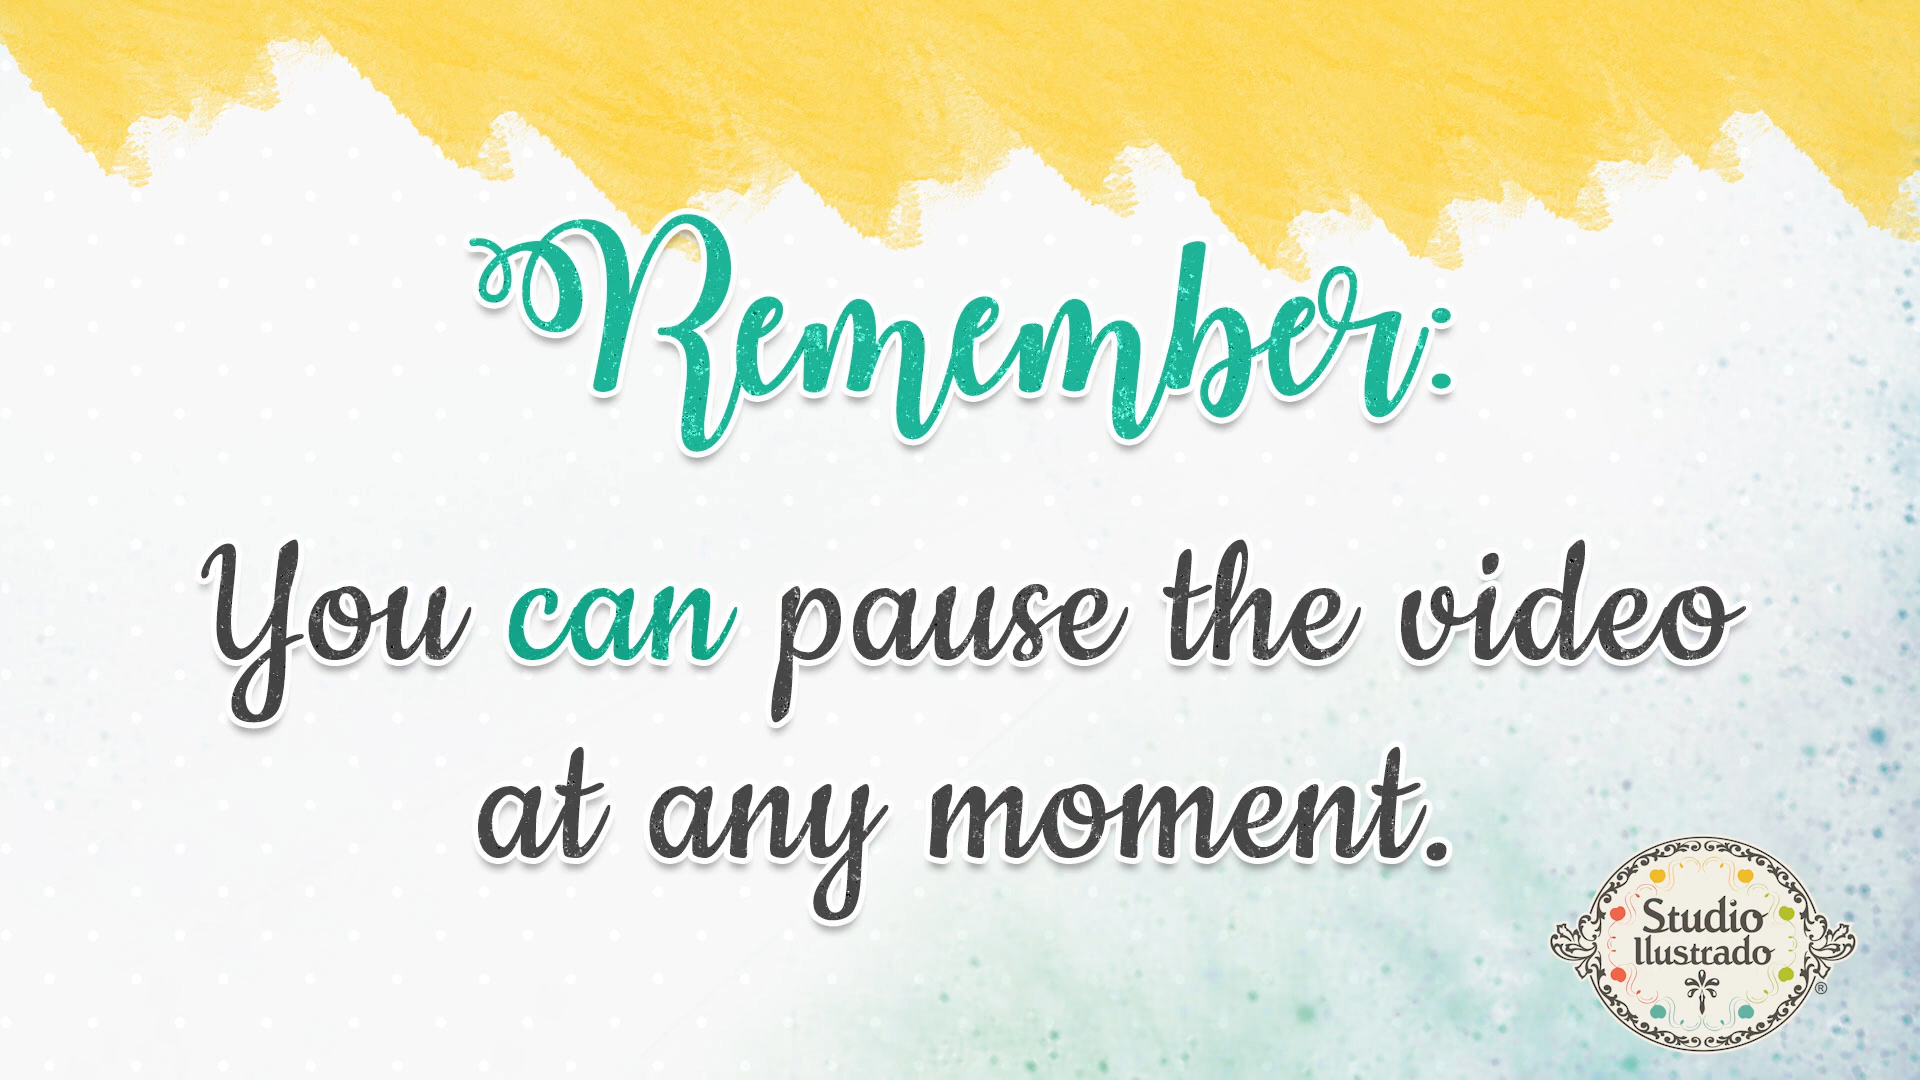 Remember:
You can pause the video
at any moment.
Studio
Ilustrado
®